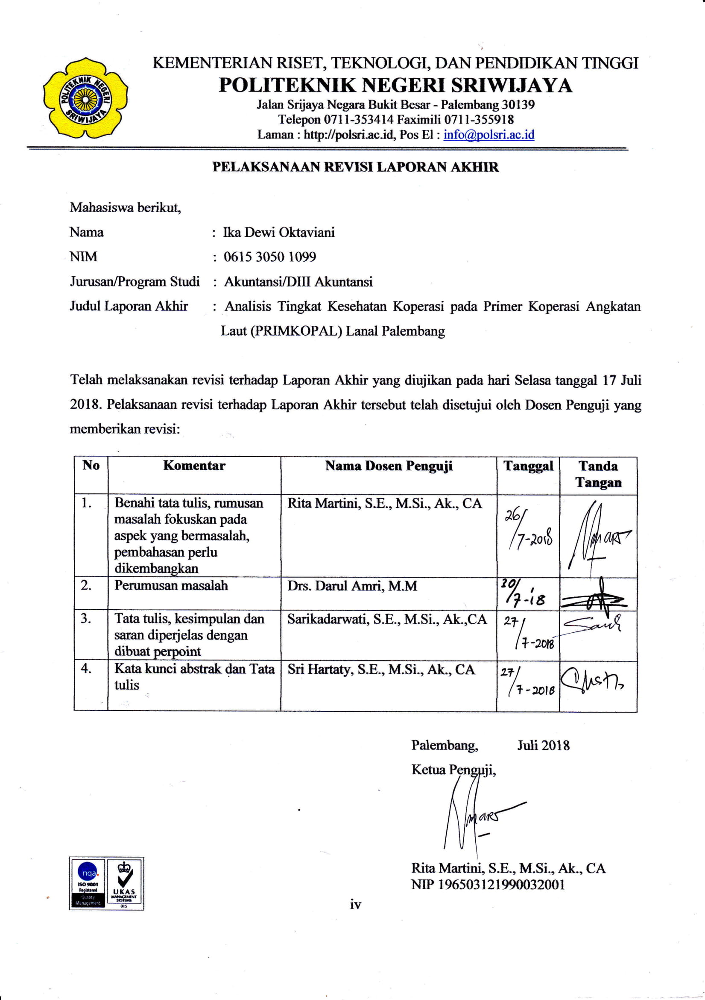 KEMENTERIAN RISET, TEKNOLOGI, DAN PENDIDIKAN TINGGI
POLITEKNIK NEGERI SRIWIJAYA
Jalan Srijaya Negara Bukit Besar - Palembang 30139
Telepon 0711-353414 Faximili 0711-355918
Laman : http://polsri.ac.id, Pos El : info@polsri.ac.id
POLITEKNIK NEGERI
SRIWIJAYA
PELAKSANAAN REVISI LAPORAN AKHIR
Mahasiswa berikut,
Nama : Ika Dewi Oktaviani
NIM : 0615 3050 1099
Jurusan/Program Studi : Akuntansi/DIII Akuntansi
Judul Laporan Akhir : Analisis Tingkat Kesehatan Koperasi pada Primer Koperasi Angkatan
Laut (PRIMKOPAL) Lanal Palembang
Telah melaksanakan revisi terhadap Laporan Akhir yang diujikan pada hari Selasa tanggal 17 Juli
2018. Pelaksanaan revisi terhadap Laporan Akhir tersebut telah disetujui oleh Dosen Penguji yang
memberikan revisi:
No Komentar Nama Dosen Penguji Tanggal Tanda
Tangan
1. Benahi tata tulis, rumusan Rita Martini, S.E., M.Si., Ak., CA 26/7-2018
masalah fokuskan pada
aspek yang bermasalah,
pembahasan perlu
dikembangkan
2. Perumusan masalah Drs. Darul Amri, M.M 30/7-'18
3. Tata tulis, kesimpulan dan Sarikadarwati, S.E., M.Si., Ak.,CA 27/7-2018
saran diperjelas dengan
dibuat perpoint
4. Kata kunci abstrak dan Tata Sri Hartaty, S.E., M.Si., Ak., CA 27/7-2018
tulis
Palembang, Juli 2018
Ketua Penguji,
Rita Martini, S.E., M.Si., Ak., CA
NIP 196503121990032001
nqa.
ISO 9001
Registered
Quality
Management
UKAS
MANAGEMENT
SYSTEMS
015
iv